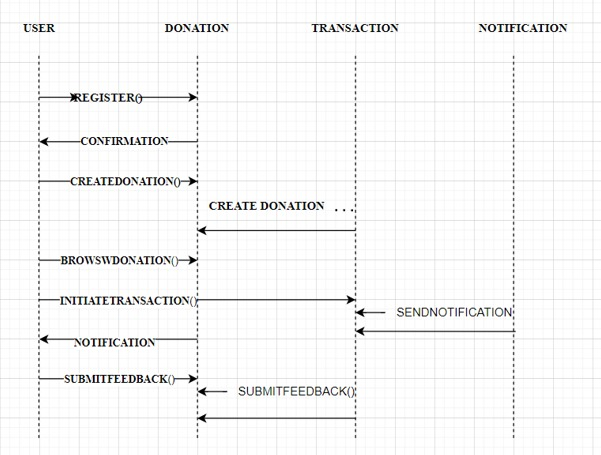 USER DONATION TRANSACTION NOTIFICATION
REGISTER()
CONFIRMATION
CREATEDONATION()
CREATE DONATION ...
BROWSWDONATION()
INITIATETRANSACTION()
SENDNOTIFICATION
NOTIFICATION
SUBMITFEEDBACK()
SUBMITFEEDBACK()